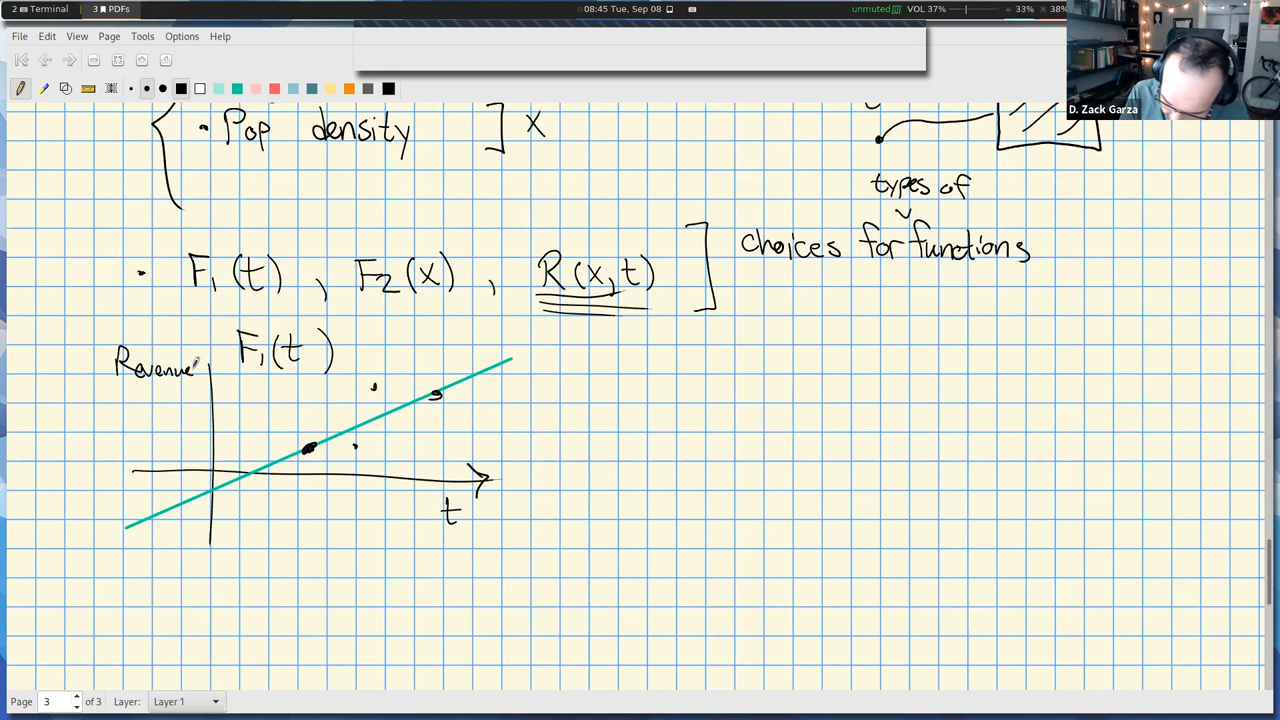 2 Terminal 3 PDFs 08:45 Tue, Sep 08 unmuted VOL 37% 33% 38%
File Edit View Page Tools Options Help
D. Zack Garza
• Pop density ] X
types of
choices for functions
• F₁(t), F₂(x), R(x,t)
F₁(t)
Revenue
t
Page 3 of 3 Layer: Layer 1